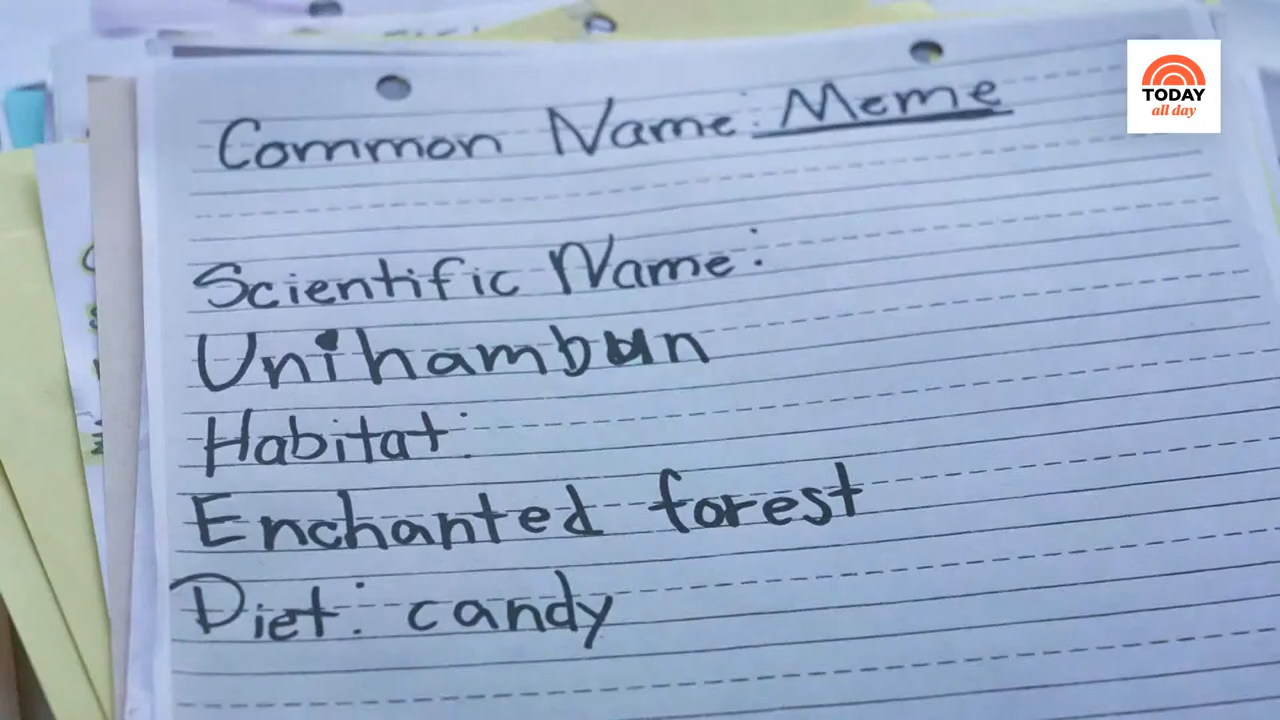 TODAY
all day
Common Name: Meme
Scientific Name:
Unihambun
Habitat:
Enchanted forest
Diet: candy